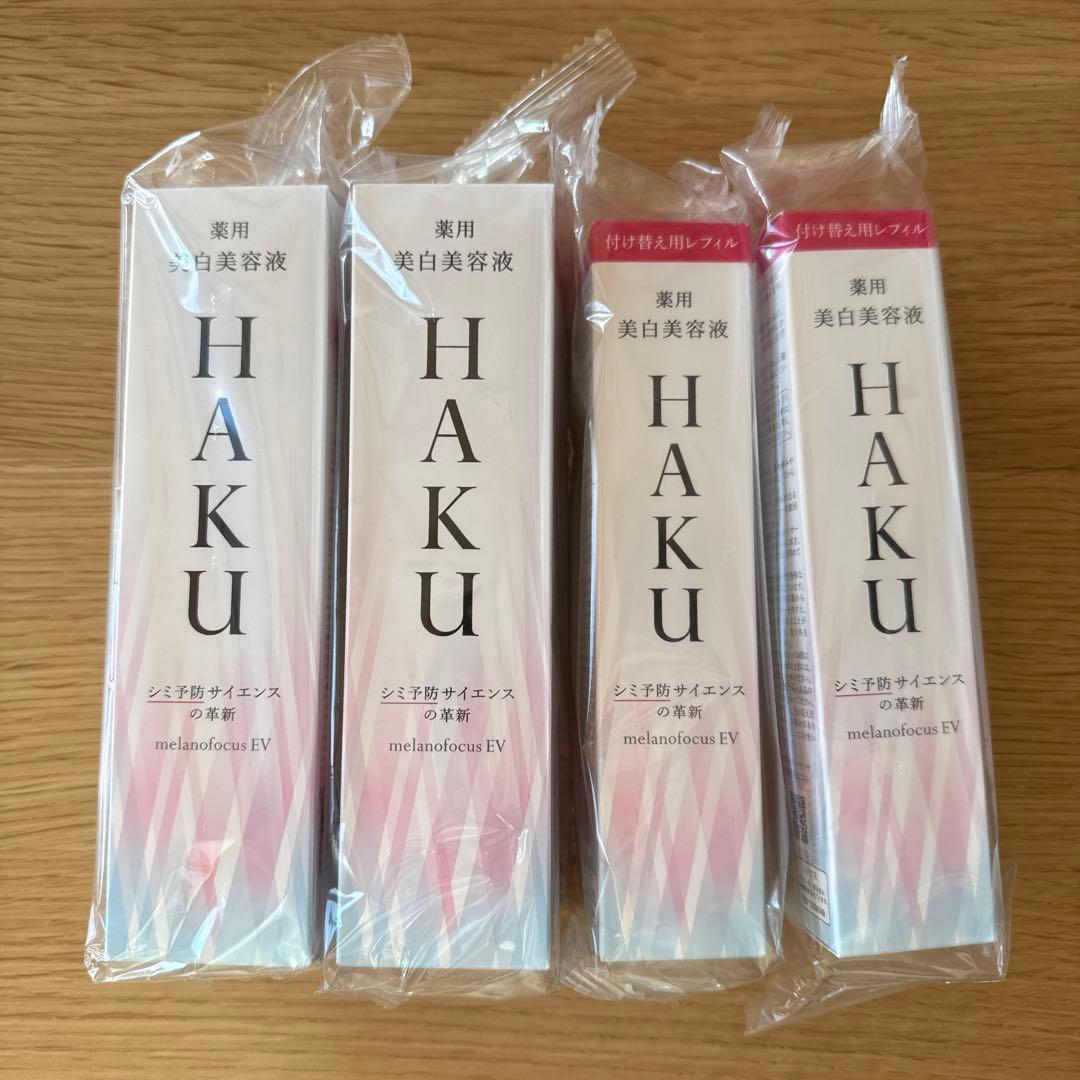 薬用
美白美容液
HAKU
シミ予防サイエンス
の革新
melanofocus EV
薬用
美白美容液
HAKU
シミ予防サイエンス
の革新
melanofocus EV
付け替え用レフィル
薬用
美白美容液
HAKU
シミ予防サイエンス
の革新
melanofocus EV
付け替え用レフィル
薬用
美白美容液
HAKU
シミ予防サイエンス
の革新
melanofocus EV